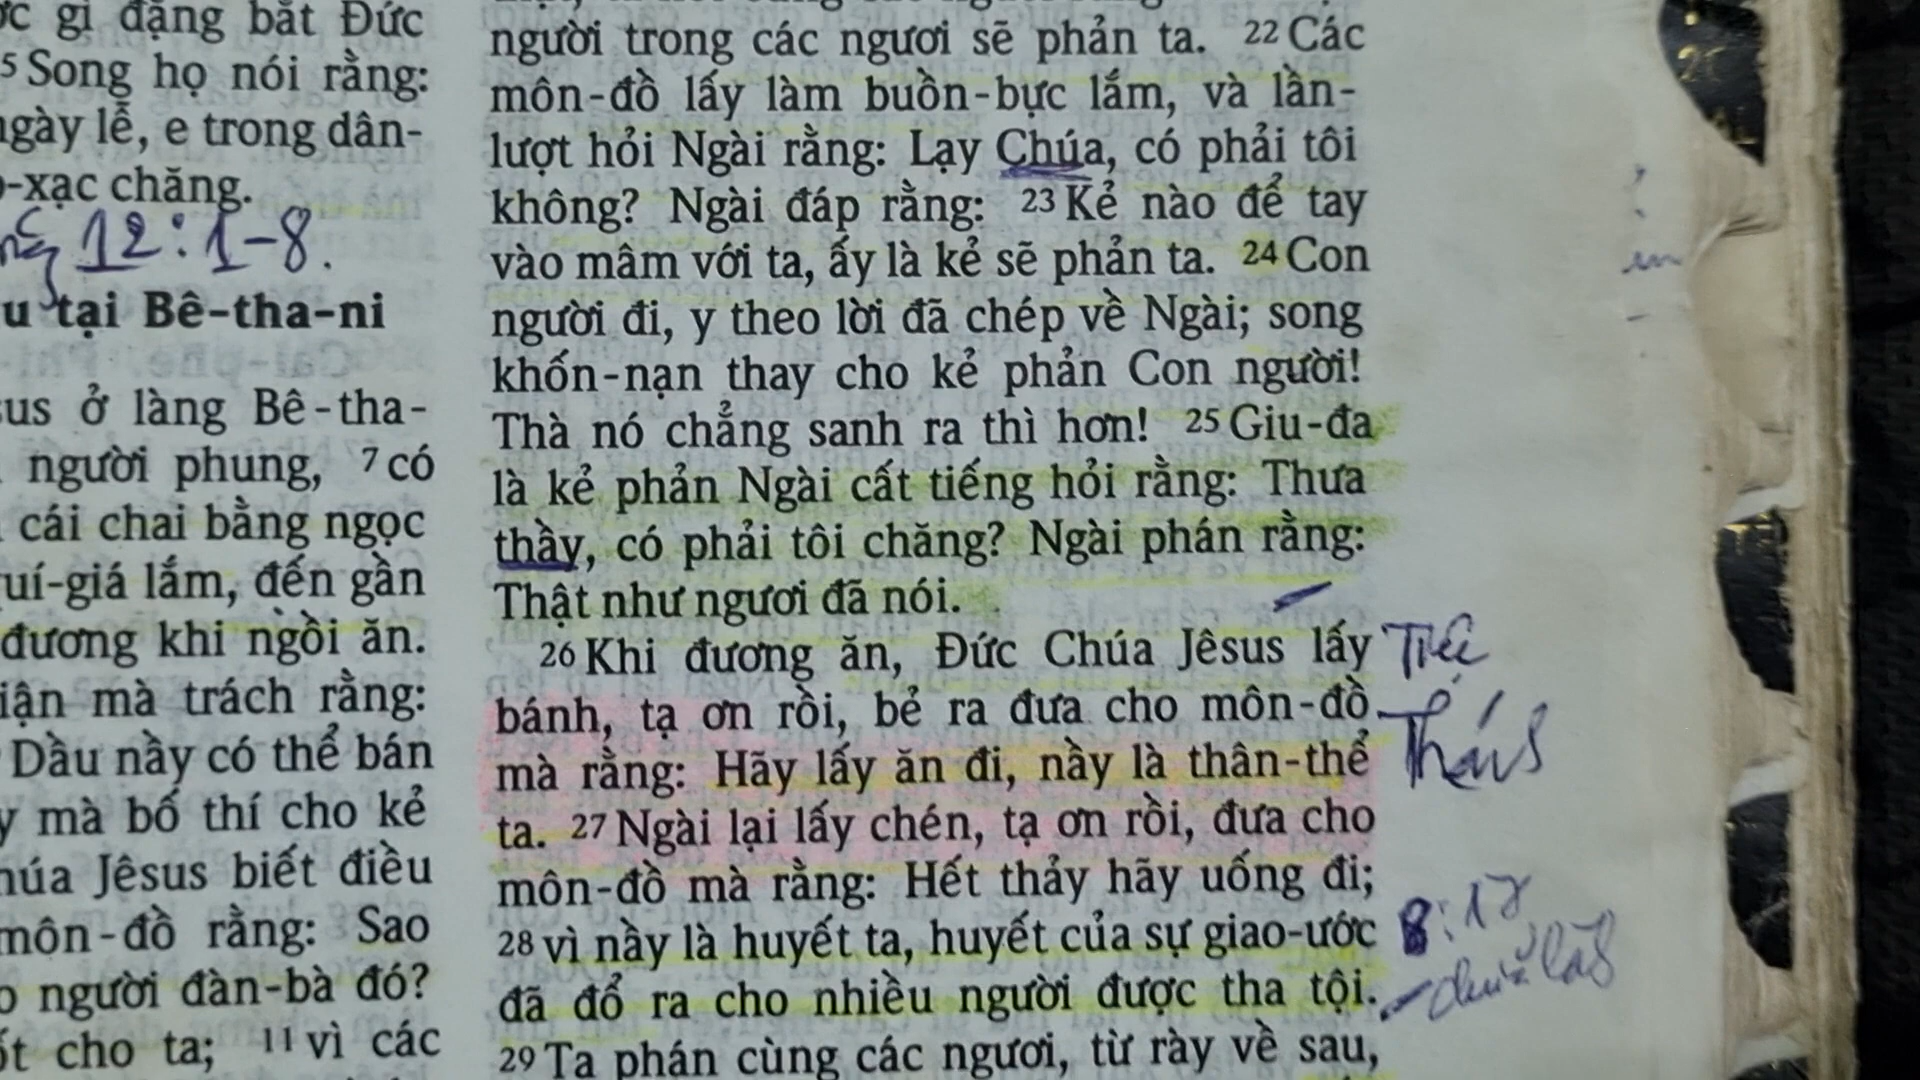 gì đặng bắt Đức
5 Song họ nói rằng:
ngày lễ, e trong dân-
-xạc chăng.
12:1-8.
tại Bê-tha-ni
ở làng Bê-tha-
người phung, 7 có
cái chai bằng ngọc
quí-giá lắm, đến gần
đương khi ngồi ăn.
mà trách rằng:
Dầu nầy có thể bán
mà bố thí cho kẻ
Jêsus biết điều
môn-đồ rằng: Sao
người đàn-bà đó?
cho ta; 11 vì các
người trong các ngươi sẽ phản ta. 22 Các
môn-đồ lấy làm buồn-bực lắm, và lần-
lượt hỏi Ngài rằng: Lạy Chúa, có phải tôi
không? Ngài đáp rằng: 23 Kẻ nào để tay
vào mâm với ta, ấy là kẻ sẽ phản ta. 24 Con
người đi, y theo lời đã chép về Ngài; song
khốn-nạn thay cho kẻ phản Con người!
Thà nó chẳng sanh ra thì hơn! 25 Giu-đa
là kẻ phản Ngài cất tiếng hỏi rằng: Thưa
thầy, có phải tôi chăng? Ngài phán rằng:
Thật như ngươi đã nói.
26 Khi đương ăn, Đức Chúa Jêsus lấy
bánh, tạ ơn rồi, bẻ ra đưa cho môn-đồ
mà rằng: Hãy lấy ăn đi, nầy là thân-thể
ta. 27 Ngài lại lấy chén, tạ ơn rồi, đưa cho
môn-đồ mà rằng: Hết thảy hãy uống đi;
28 vì nầy là huyết ta, huyết của sự giao-ước
đã đổ ra cho nhiều người được tha tội.
29 Ta phán cùng các ngươi, từ rày về sau,
8:17